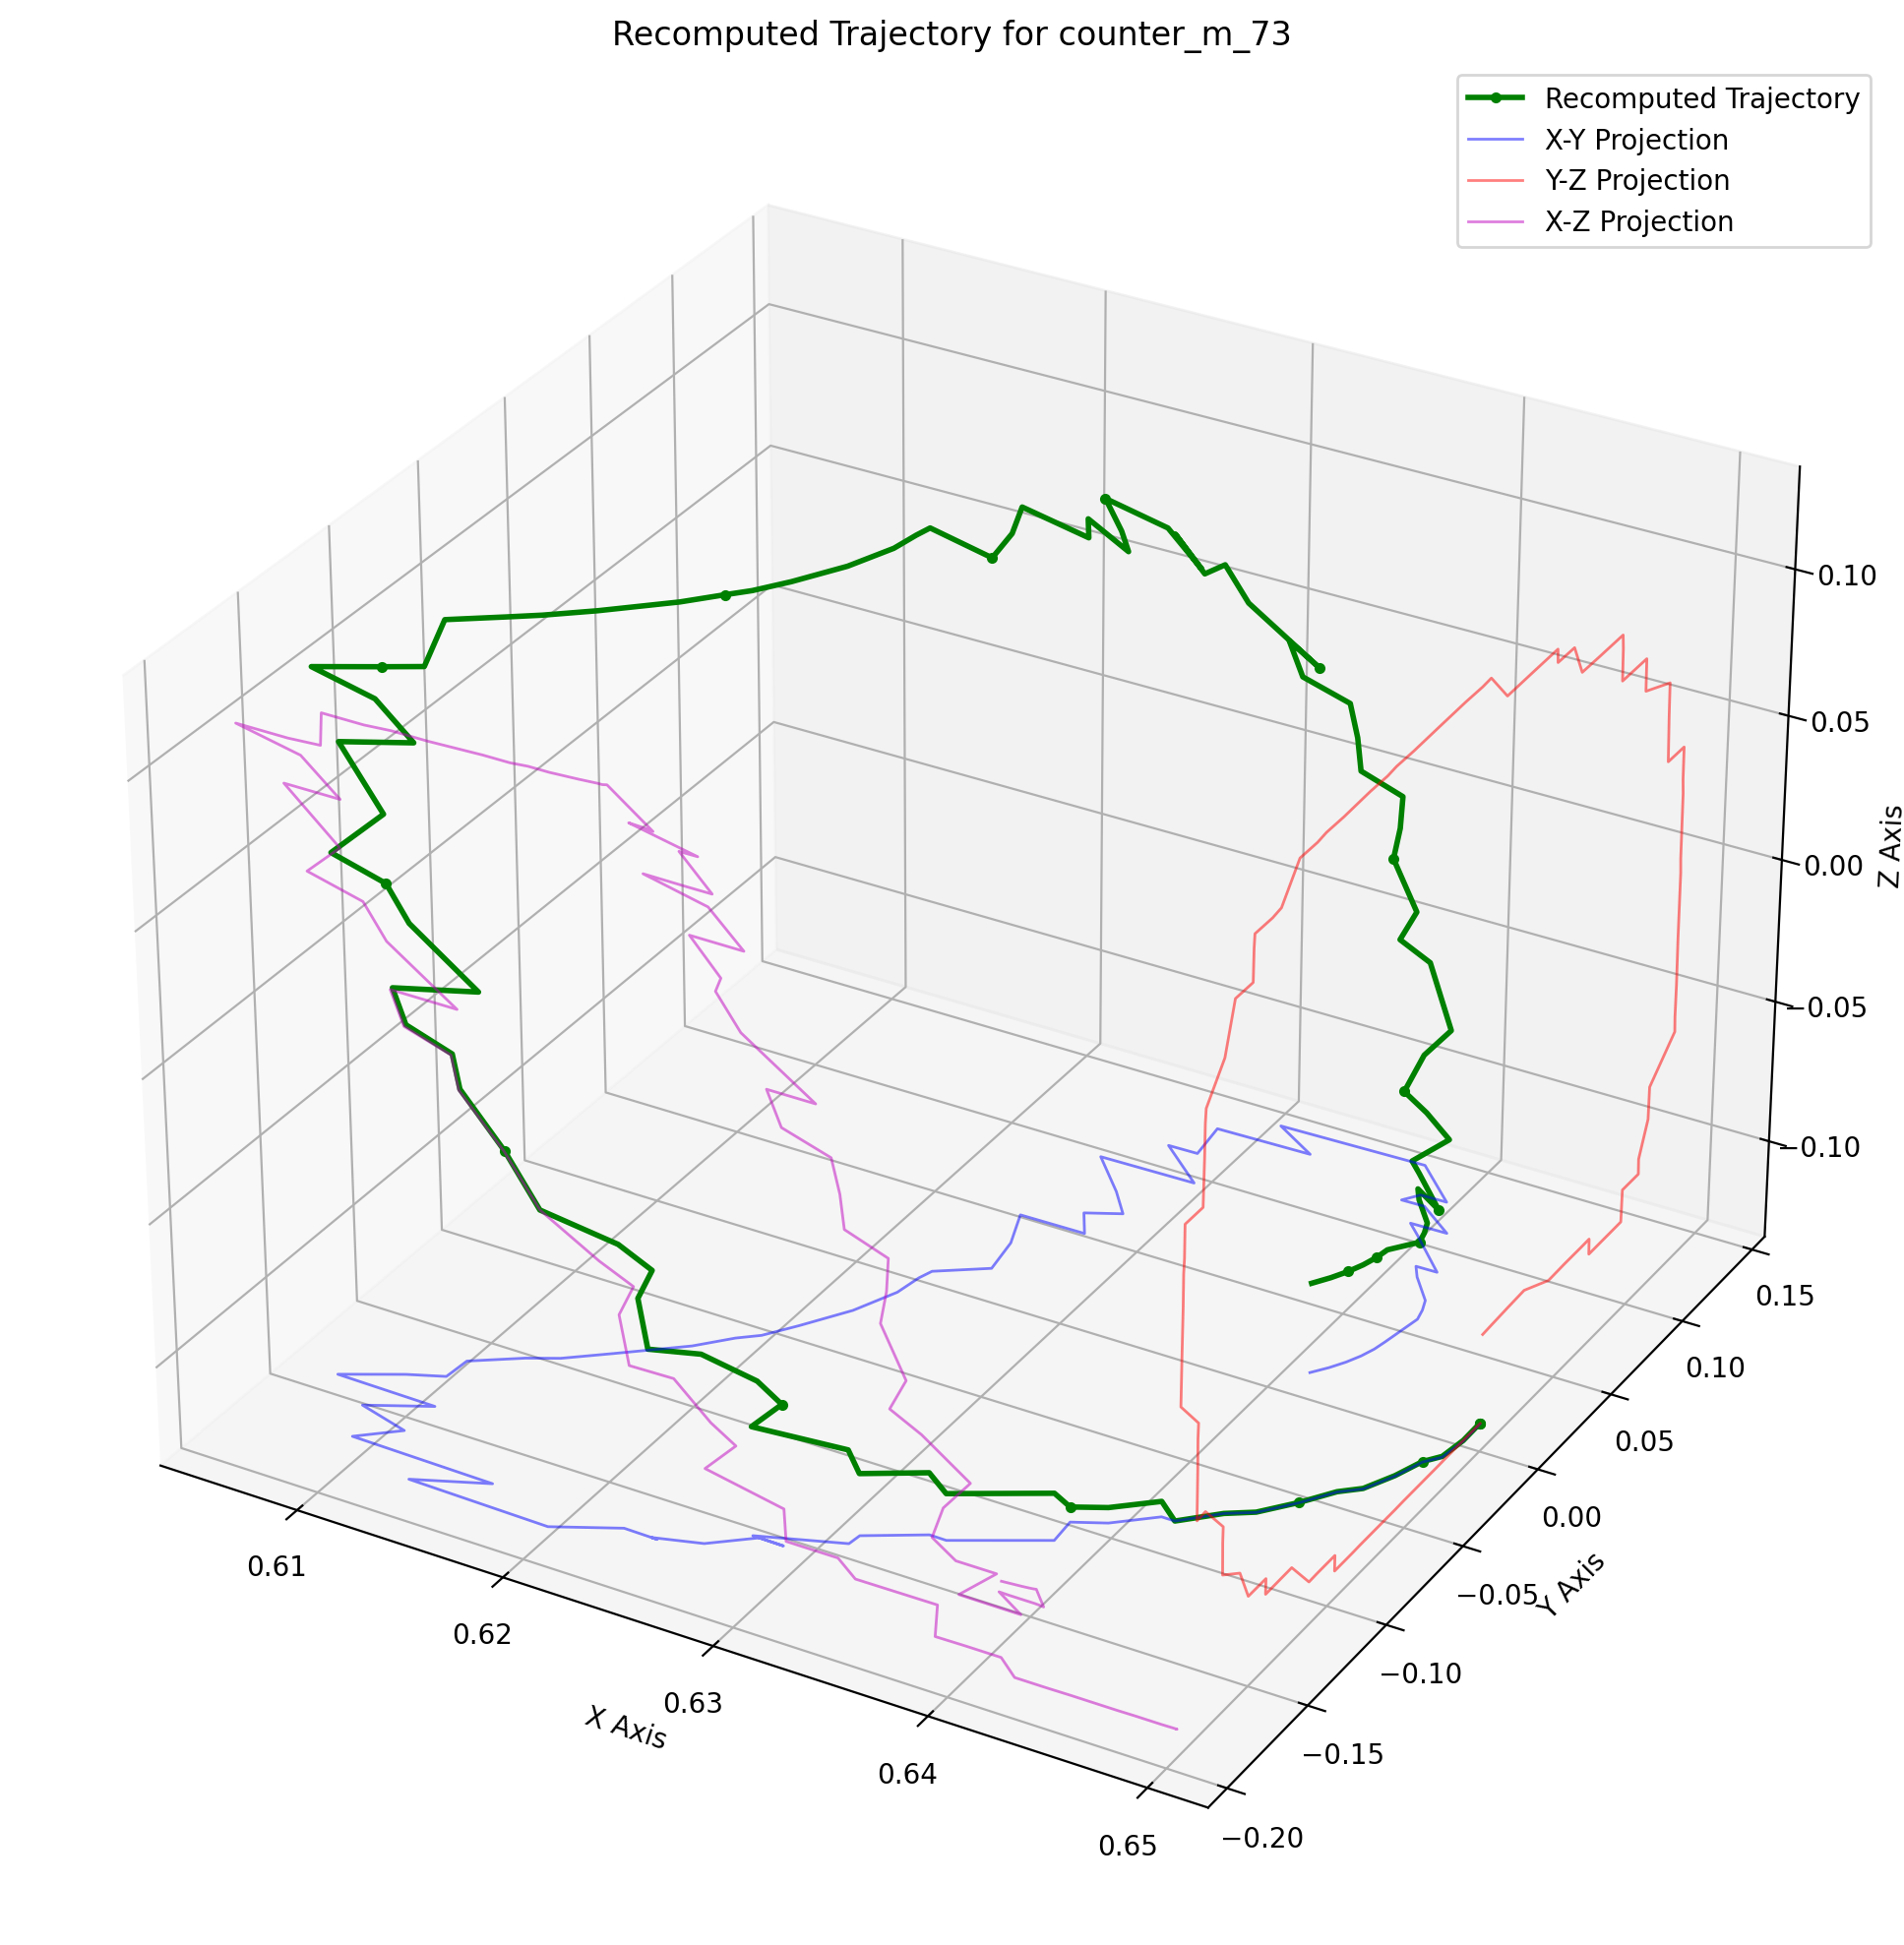 Recomputed Trajectory for counter_m_73
Recomputed Trajectory
X-Y Projection
Y-Z Projection
X-Z Projection
0.10
0.05
0.00
−0.05
−0.10
Z Axis
0.15
0.10
0.05
0.00
−0.05
−0.10
−0.15
−0.20
Y Axis
0.61
0.62
0.63
0.64
0.65
X Axis